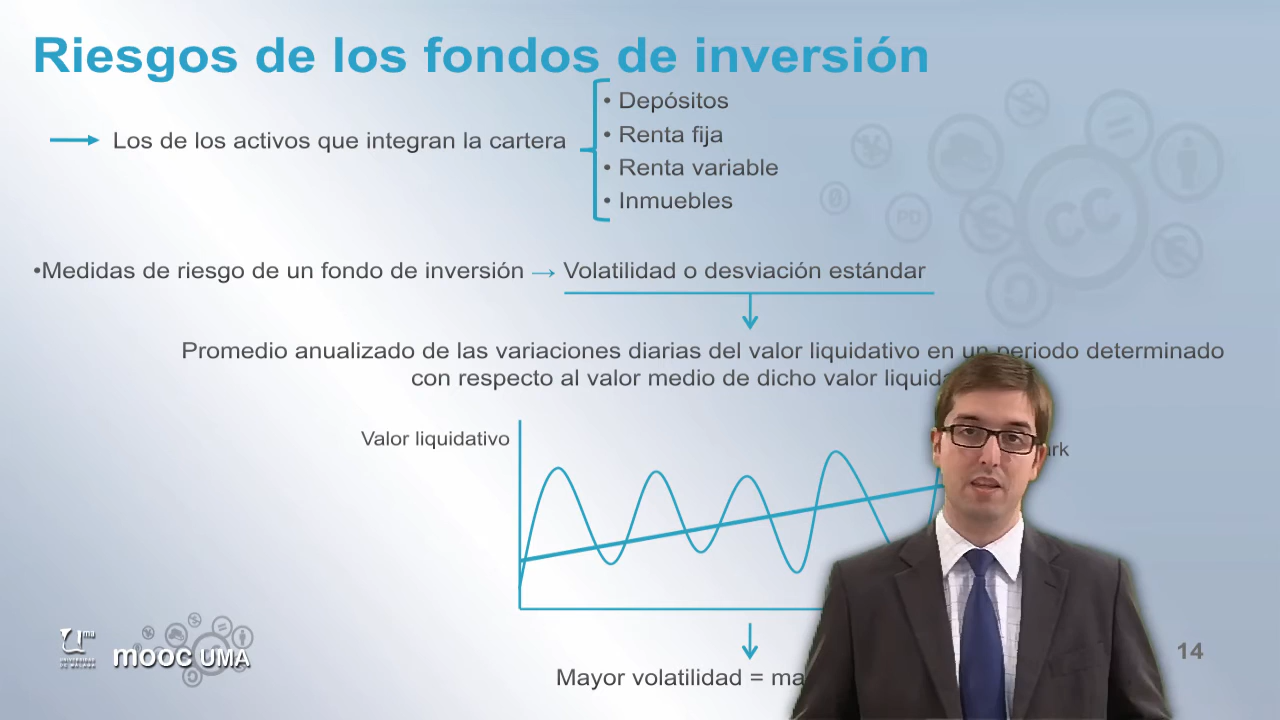 Riesgos de los fondos de inversión
Los de los activos que integran la cartera
• Depósitos
• Renta fija
• Renta variable
• Inmuebles
•Medidas de riesgo de un fondo de inversión → Volatilidad o desviación estándar
Promedio anualizado de las variaciones diarias del valor liquidativo en un periodo determinado
con respecto al valor medio de dicho valor
Valor liquidativo
Mayor volatilidad =
mooc UMA
14